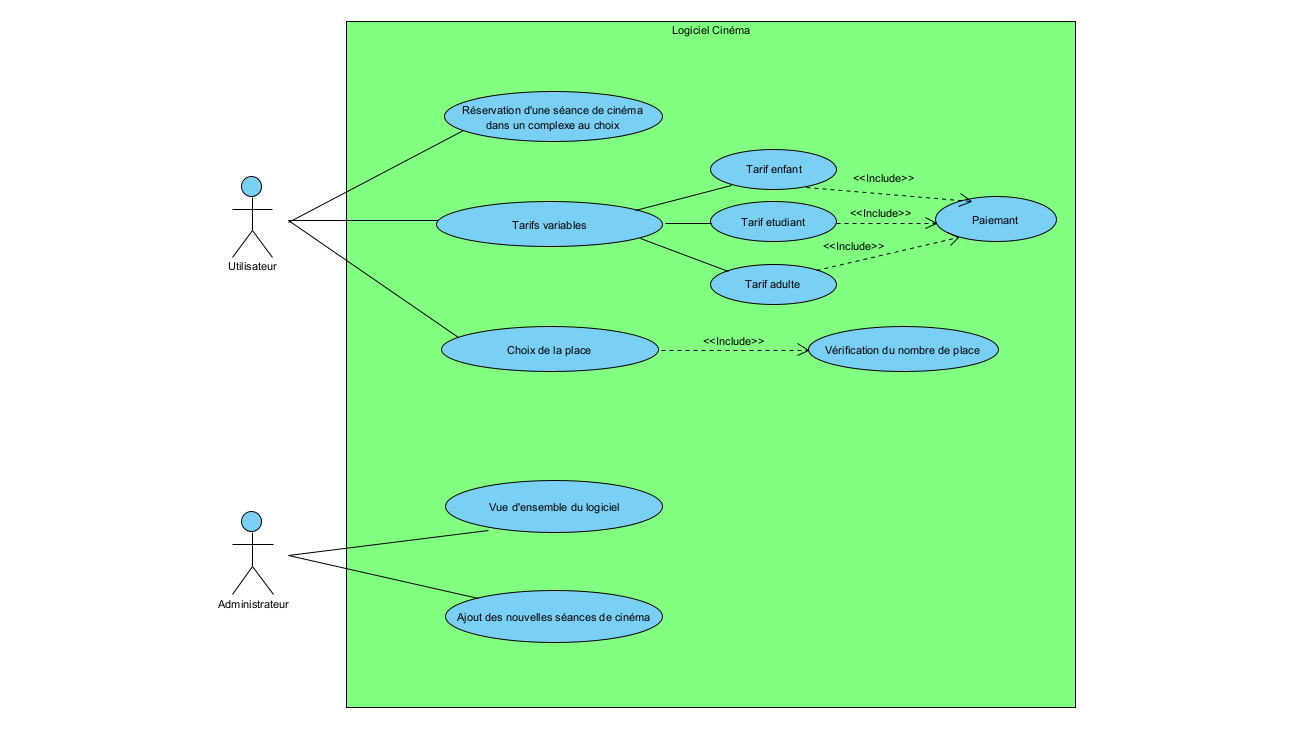 Logiciel Cinéma
Réservation d'une séance de cinéma
dans un complexe au choix
Tarif enfant
<<Include>>
Tarifs variables
Tarif etudiant
<<Include>>
Paiemant
<<Include>>
Tarif adulte
Utilisateur
Choix de la place
<<Include>>
Vérification du nombre de place
Vue d'ensemble du logiciel
Administrateur
Ajout des nouvelles séances de cinéma